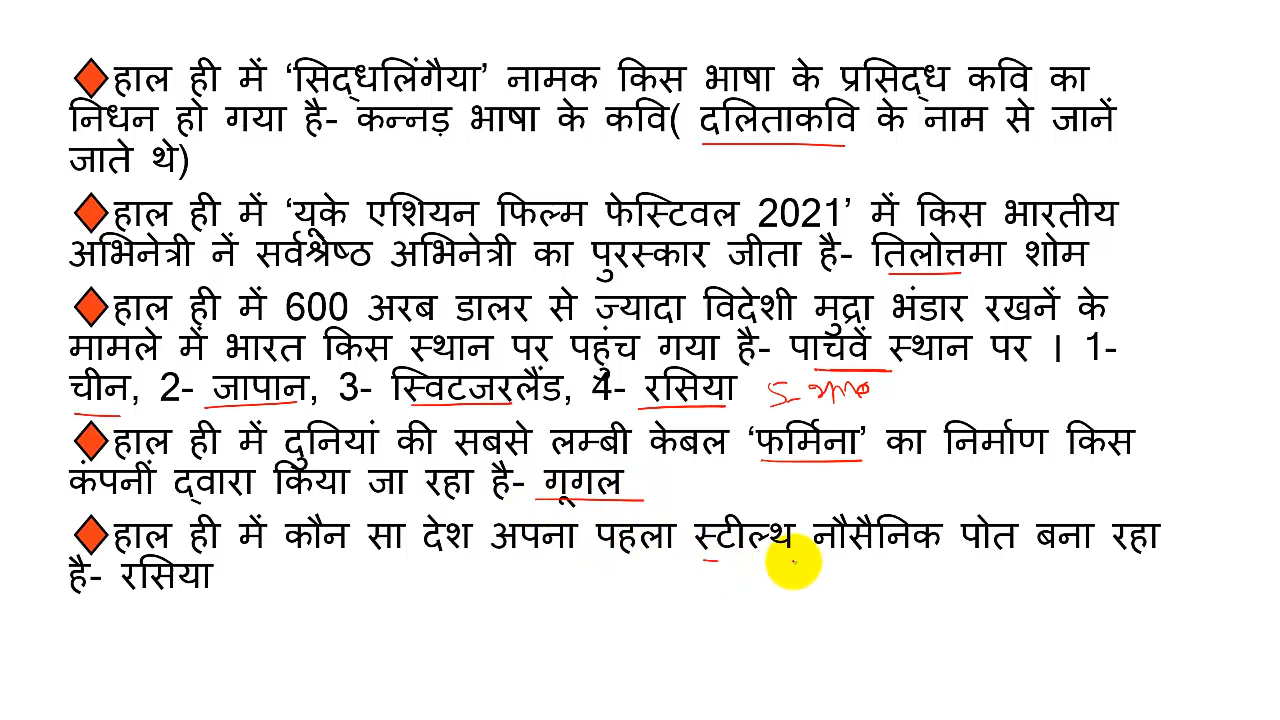 हाल ही में ‘सिद्धलिंगैया’ नामक किस भाषा के प्रसिद्ध कवि का
निधन हो गया है- कन्नड़ भाषा के कवि( दलिताकवि के नाम से जानें
जाते थे)
हाल ही में ‘यूके एशियन फिल्म फेस्टिवल 2021’ में किस भारतीय
अभिनेत्री नें सर्वश्रेष्ठ अभिनेत्री का पुरस्कार जीता है- तिलोत्तमा शोम
हाल ही में 600 अरब डालर से ज्यादा विदेशी मुद्रा भंडार रखनें के
मामले में भारत किस स्थान पर पहुंच गया है- पाचवें स्थान पर । 1-
चीन, 2- जापान, 3- स्विटजरलैंड, 4- रसिया 5-
हाल ही में दुनियां की सबसे लम्बी केबल ‘फर्मिना’ का निर्माण किस
कंपनीं द्वारा किया जा रहा है- गूगल
हाल ही में कौन सा देश अपना पहला स्टील्थ नौसैनिक पोत बना रहा
है- रसिया